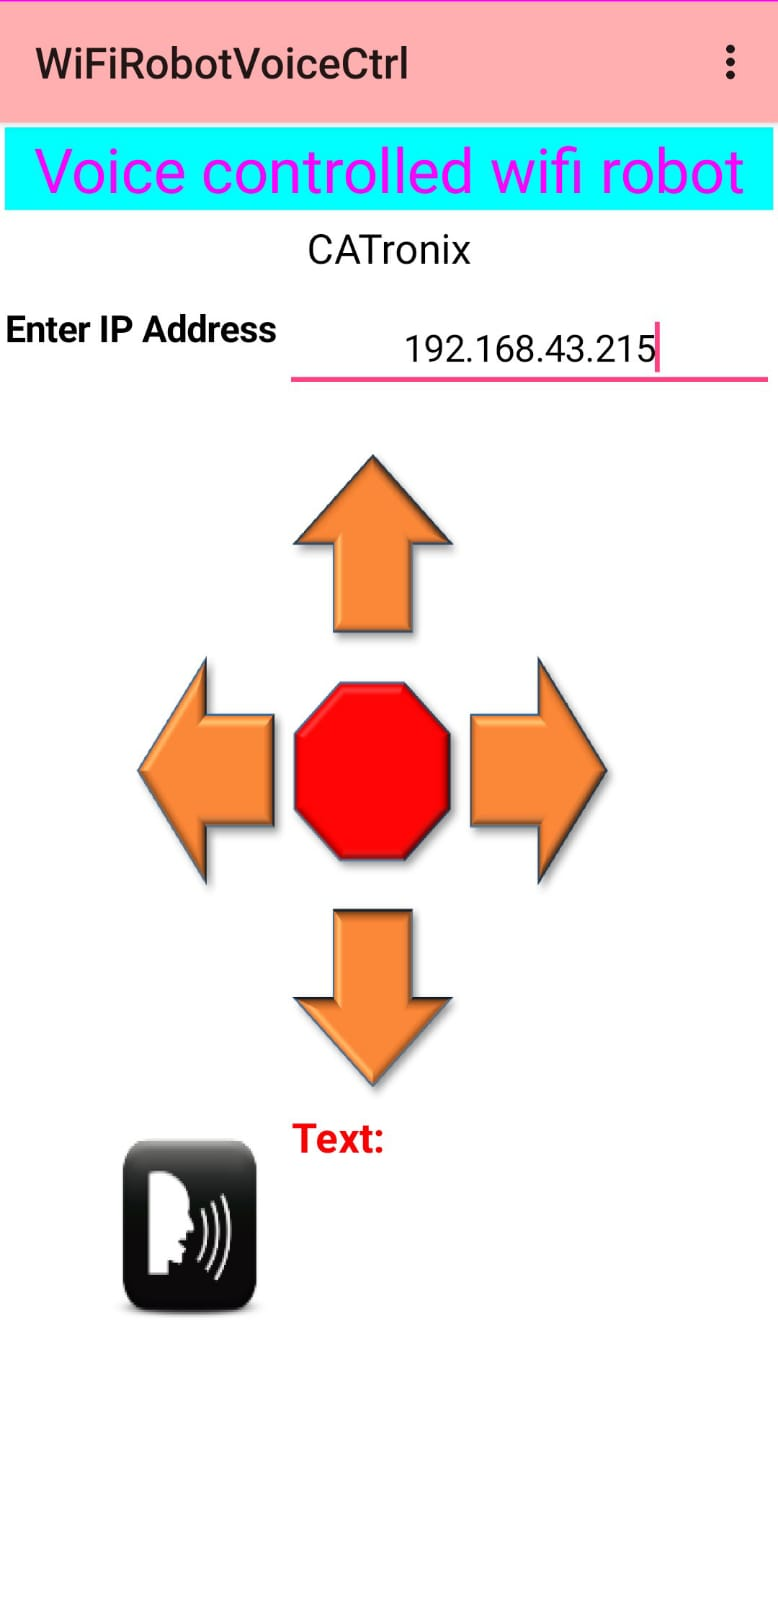 WiFiRobotVoiceCtrl
Voice controlled wifi robot
CATronix
Enter IP Address
192.168.43.215
Text: